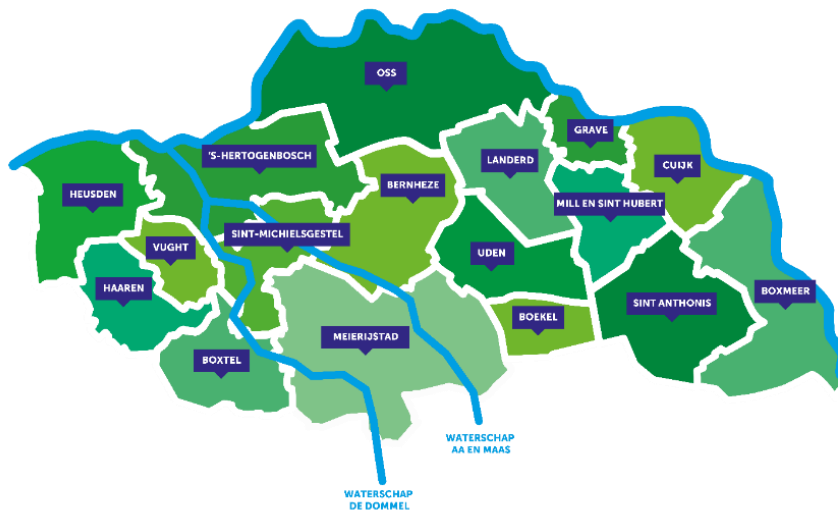 OSS
GRAVE
'S-HERTOGENBOSCH
LANDERD
CUIJK
BERNHEZE
HEUSDEN
MILL EN SINT HUBERT
SINT-MICHIELSGESTEL
VUGHT
UDEN
HAAREN
BOXMEER
SINT ANTHONIS
BOEKEL
MEIERIJSTAD
BOXTEL
WATERSCHAP
AA EN MAAS
WATERSCHAP
DE DOMMEL